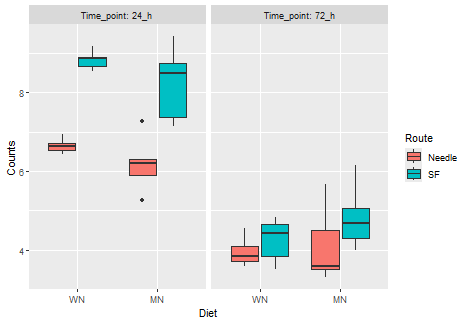 Time_point: 24_h
Time_point: 72_h
Counts
8
6
4
WN
MN
WN
MN
Diet
Route
Needle
SF